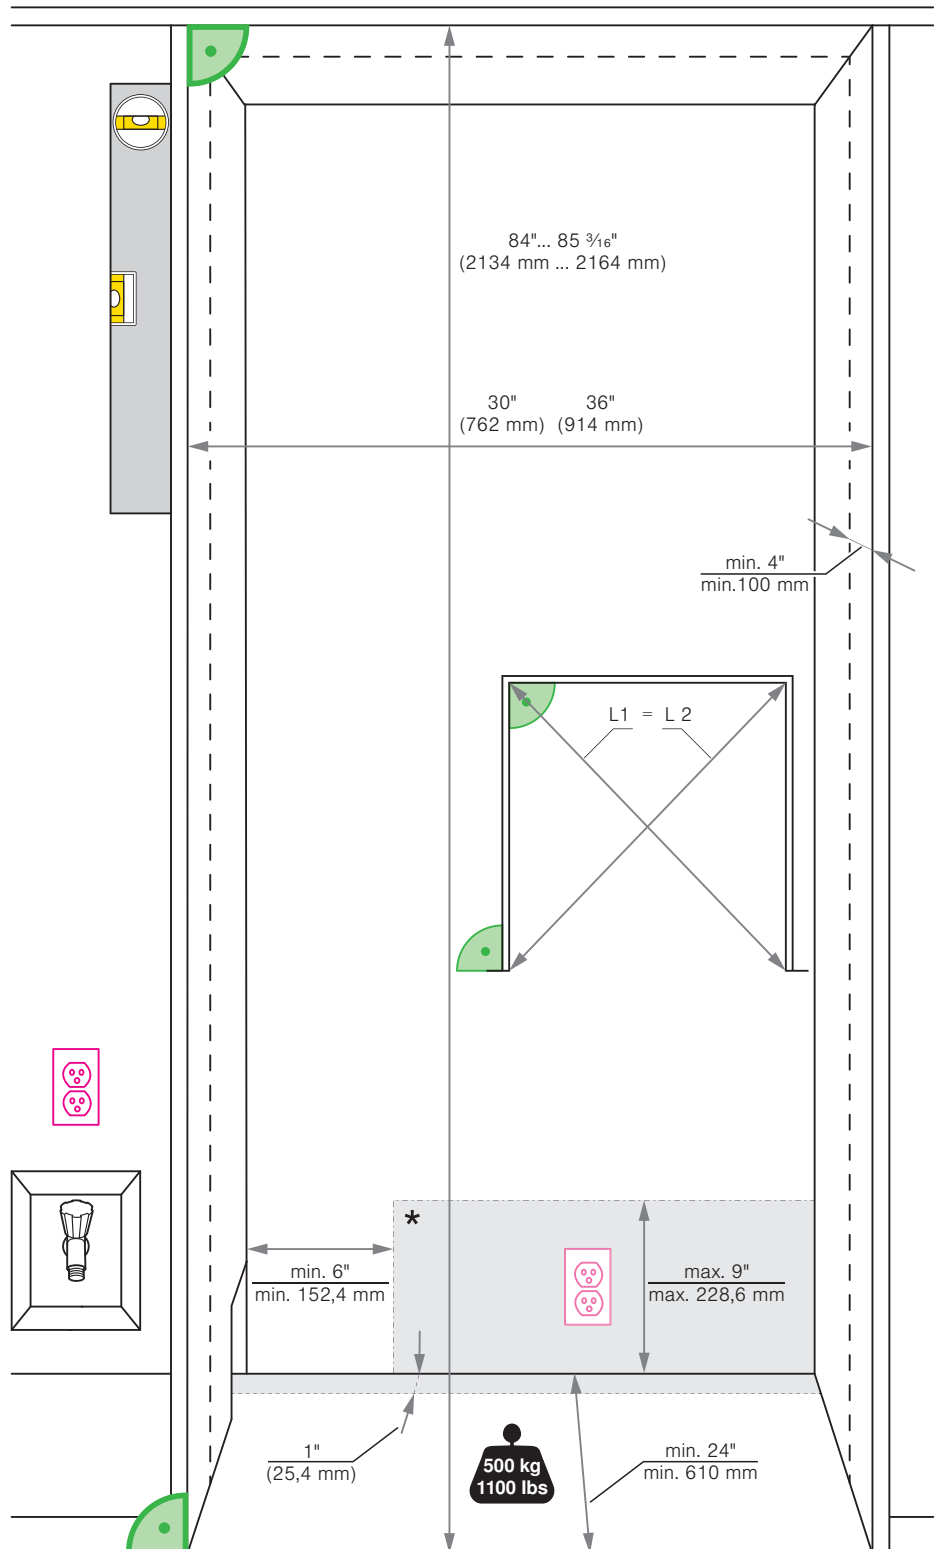 84"... 85 ³⁄₁₆"
(2134 mm ... 2164 mm)
30" 36"
(762 mm) (914 mm)
min. 4"
min.100 mm
L1 = L 2
*
min. 6"
min. 152,4 mm
max. 9"
max. 228,6 mm
1"
(25,4 mm)
500 kg
1100 lbs
min. 24"
min. 610 mm